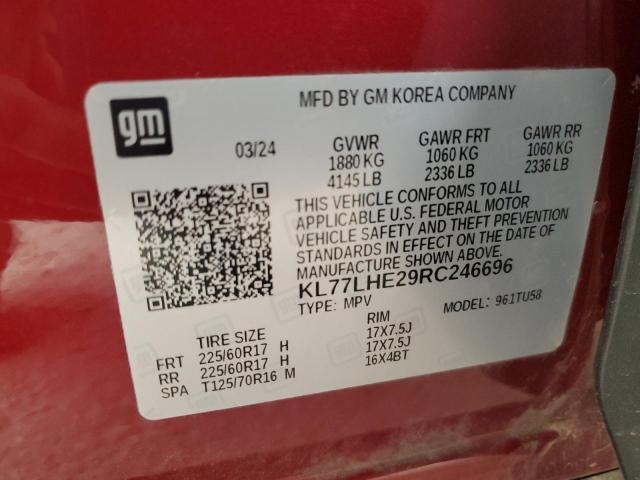 gm
MFD BY GM KOREA COMPANY
03/24
GVWR
1880 KG
4145 LB
GAWR FRT
1060 KG
2336 LB
GAWR RR
1060 KG
2336 LB
THIS VEHICLE CONFORMS TO ALL
APPLICABLE U.S. FEDERAL MOTOR
VEHICLE SAFETY AND THEFT PREVENTION
STANDARDS IN EFFECT ON THE DATE OF
MANUFACTURE SHOWN ABOVE.
KL77LHE29RC246696
TYPE: MPV
MODEL: 961TU58
TIRE SIZE RIM
FRT 225/60R17 H 17X7.5J
RR 225/60R17 H 17X7.5J
SPA T125/70R16 M 16X4BT